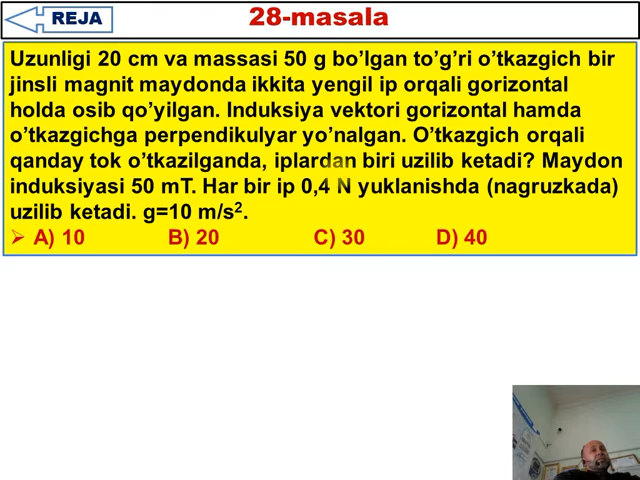 REJA
28-masala
Uzunligi 20 cm va massasi 50 g bo’lgan to’g’ri o’tkazgich bir
jinsli magnit maydonda ikkita yengil ip orqali gorizontal
holda osib qo’yilgan. Induksiya vektori gorizontal hamda
o’tkazgichga perpendikulyar yo’nalgan. O’tkazgich orqali
qanday tok o’tkazilganda, iplardan biri uzilib ketadi? Maydon
induksiyasi 50 mT. Har bir ip 0,4 N yuklanishda (nagruzkada)
uzilib ketadi. g=10 m/s².
➢ A) 10 B) 20 C) 30 D) 40